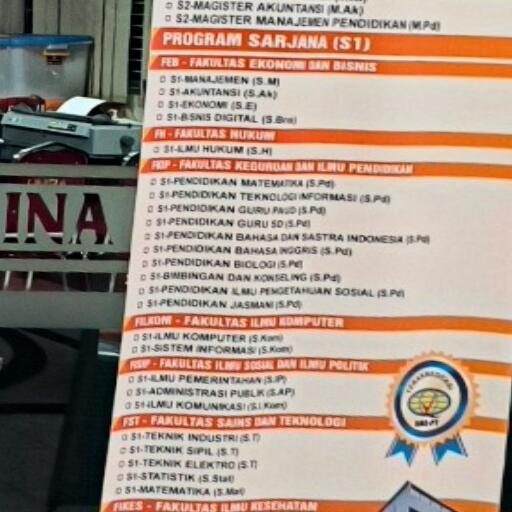 S2-MAGISTER AKUNTANSI (M.Ak)
S2-MAGISTER MANAJEMEN PENDIDIKAN (M.Pd)
PROGRAM SARJANA (S1)
FEB - FAKULTAS EKONOMI DAN BISNIS
S1-MANAJEMEN (S.M)
S1-AKUNTANSI (S.Ak)
S1-EKONOMI (S.E)
S1-BISNIS DIGITAL (S.Bns)
FH - FAKULTAS HUKUM
S1-ILMU HUKUM (S.H)
FKIP - FAKULTAS KEGURUAN DAN ILMU PENDIDIKAN
S1-PENDIDIKAN MATEMATIKA (S.Pd)
S1-PENDIDIKAN TEKNOLOGI INFORMASI (S.Pd)
S1-PENDIDIKAN GURU PAUD (S.Pd)
S1-PENDIDIKAN GURU SD (S.Pd)
S1-PENDIDIKAN BAHASA DAN SASTRA INDONESIA (S.Pd)
S1-PENDIDIKAN BAHASA INGGRIS (S.Pd)
S1-PENDIDIKAN BIOLOGI (S.Pd)
S1-BIMBINGAN DAN KONSELING (S.Pd)
S1-PENDIDIKAN ILMU PENGETAHUAN SOSIAL (S.Pd)
S1-PENDIDIKAN JASMANI (S.Pd)
FILKOM - FAKULTAS ILMU KOMPUTER
S1-ILMU KOMPUTER (S.Kom)
S1-SISTEM INFORMASI (S.Kom)
FISIP - FAKULTAS ILMU SOSIAL DAN ILMU POLITIK
S1-ILMU PEMERINTAHAN (S.IP)
S1-ADMINISTRASI PUBLIK (S.AP)
S1-ILMU KOMUNIKASI (S.I.Kom)
FST - FAKULTAS SAINS DAN TEKNOLOGI
S1-TEKNIK INDUSTRI (S.T)
S1-TEKNIK SIPIL (S.T)
S1-TEKNIK ELEKTRO (S.T)
S1-STATISTIK (S.Stat)
S1-MATEMATIKA (S.Mat)
FIKES - FAKULTAS ILMU KESEHATAN
INA
TERAKREDITASI
BAN-PT